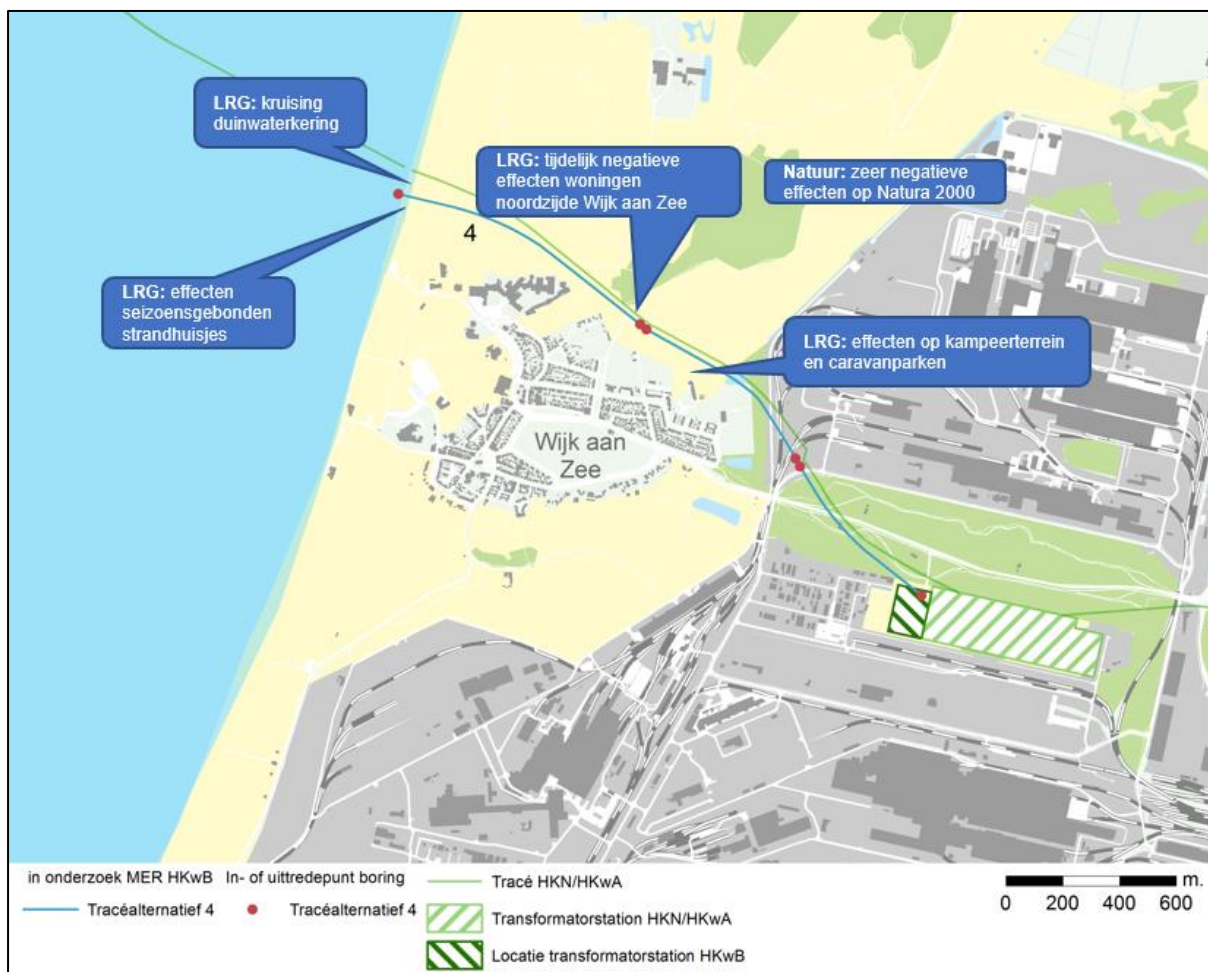 LRG: kruising
duinwaterkering
LRG: tijdelijk negatieve
effecten woningen
noordzijde Wijk aan Zee
Natuur: zeer negatieve
effecten op Natura 2000
4
LRG: effecten
seizoensgebonden
strandhuisjes
LRG: effecten op kampeerterrein
en caravanparken
Wijk aan
Zee
in onderzoek MER HKwB
Tracéalternatief 4
In- of uittredepunt boring
Tracéalternatief 4
Tracé HKN/HKwA
Transformatorstation HKN/HKwA
Locatie transformatorstation HKwB
m.
0 200 400 600